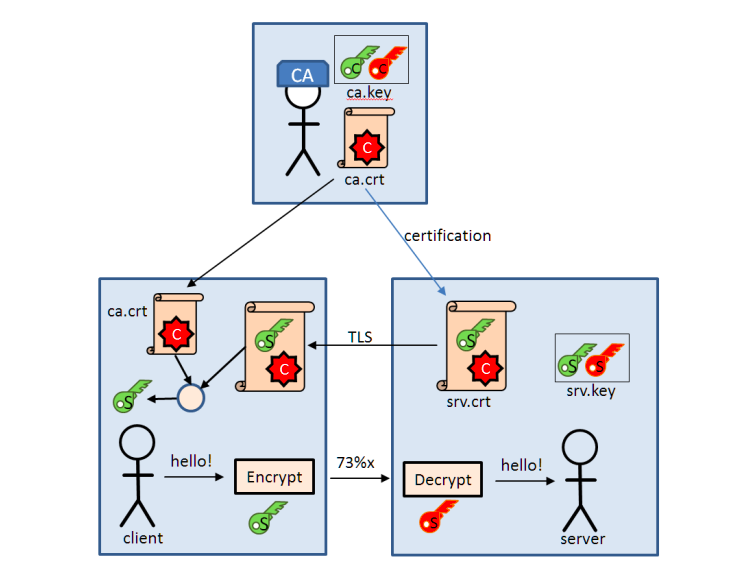 CA
C
C
ca.key
C
ca.crt
certification
ca.crt
C
S
C
TLS
S
C
srv.crt
S
S
srv.key
S
hello!
Encrypt
73%x
Decrypt
hello!
S
S
client
server